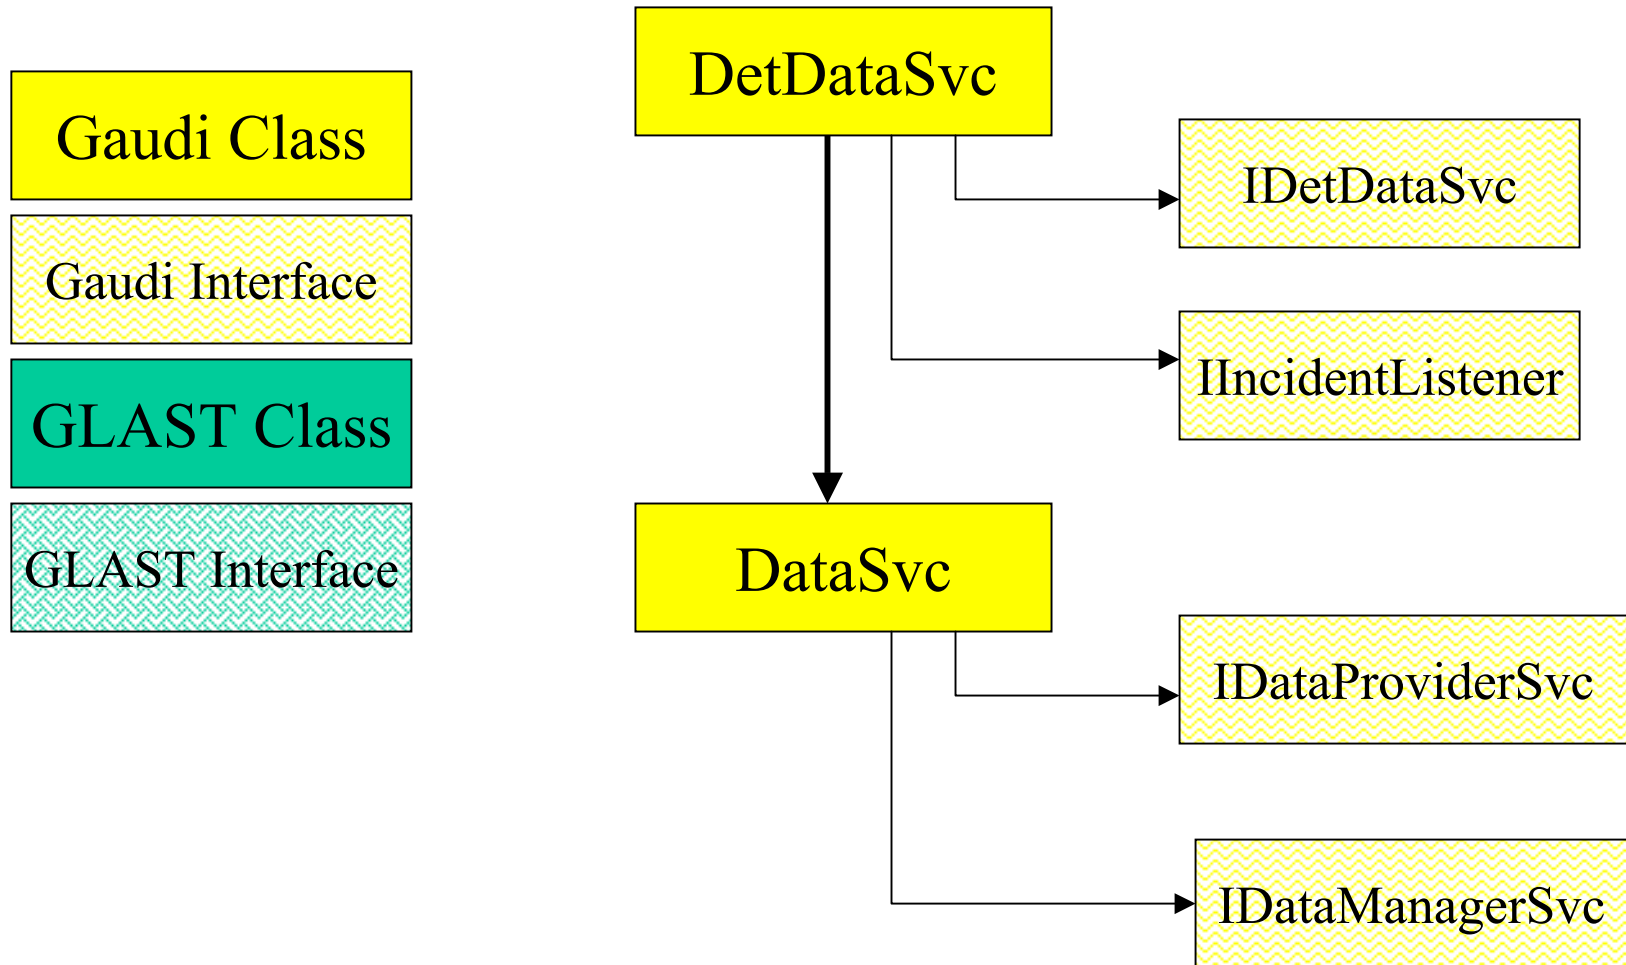 DetDataSvc
Gaudi Class
IDetDataSvc
Gaudi Interface
IIncidentListener
GLAST Class
DataSvc
GLAST Interface
IDataProviderSvc
IDataManagerSvc